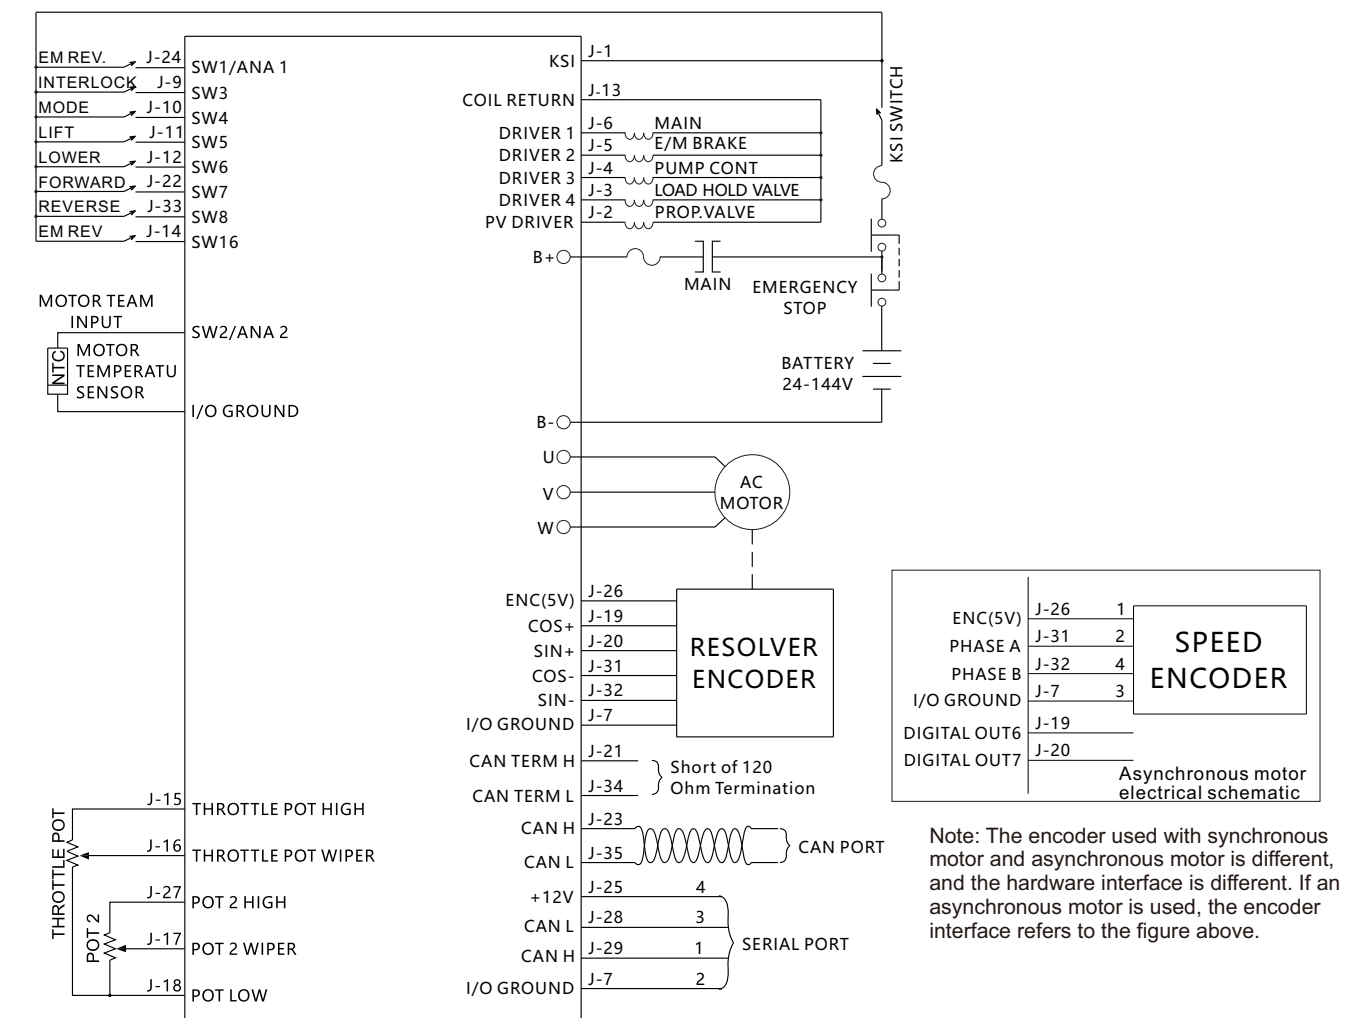 EM REV. J-24 SW1/ANA 1
INTERLOCK J-9 SW3
MODE J-10 SW4
LIFT J-11 SW5
LOWER J-12 SW6
FORWARD J-22 SW7
REVERSE J-33 SW8
EM REV J-14 SW16
MOTOR TEAM
INPUT
SW2/ANA 2
NTC
MOTOR
TEMPERATU
SENSOR
I/O GROUND
J-15 THROTTLE POT HIGH
THROTTLE POT
J-16 THROTTLE POT WIPER
J-27 POT 2 HIGH
POT 2
J-17 POT 2 WIPER
J-18 POT LOW
KSI J-1
COIL RETURN J-13
DRIVER 1 J-6 MAIN
DRIVER 2 J-5 E/M BRAKE
DRIVER 3 J-4 PUMP CONT
DRIVER 4 J-3 LOAD HOLD VALVE
PV DRIVER J-2 PROP.VALVE
KSI SWITCH
B+
MAIN
EMERGENCY
STOP
BATTERY
24-144V
B-
U
V
W
AC
MOTOR
ENC(5V) J-26
COS+ J-19
SIN+ J-20
COS- J-31
SIN- J-32
I/O GROUND J-7
RESOLVER
ENCODER
CAN TERM H J-21
CAN TERM L J-34
Short of 120
Ohm Termination
CAN H J-23
CAN L J-35
CAN PORT
+12V J-25 4
CAN L J-28 3
CAN H J-29 1
I/O GROUND J-7 2
SERIAL PORT
ENC(5V) J-26 1
PHASE A J-31 2
PHASE B J-32 4
I/O GROUND J-7 3
SPEED
ENCODER
DIGITAL OUT6 J-19
DIGITAL OUT7 J-20
Asynchronous motor
electrical schematic
Note: The encoder used with synchronous
motor and asynchronous motor is different,
and the hardware interface is different. If an
asynchronous motor is used, the encoder
interface refers to the figure above.